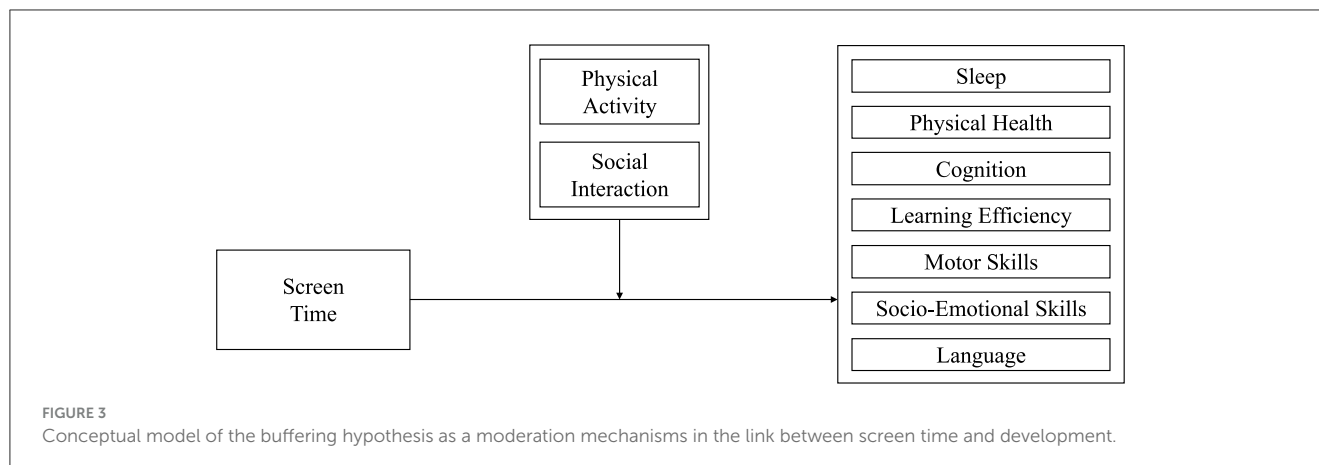 Physical
Activity
Social
Interaction
Screen
Time
Sleep
Physical Health
Cognition
Learning Efficiency
Motor Skills
Socio-Emotional Skills
Language
FIGURE 3
Conceptual model of the buffering hypothesis as a moderation mechanisms in the link between screen time and development.